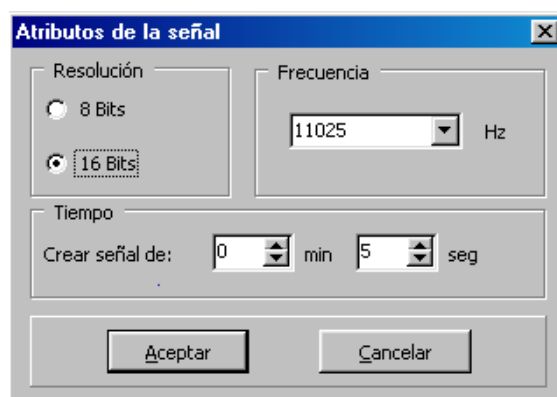 Atributos de la señal
Resolución
8 Bits
16 Bits
Frecuencia
11025 Hz
Tiempo
Crear señal de: 0 min 5 seg
Aceptar Cancelar